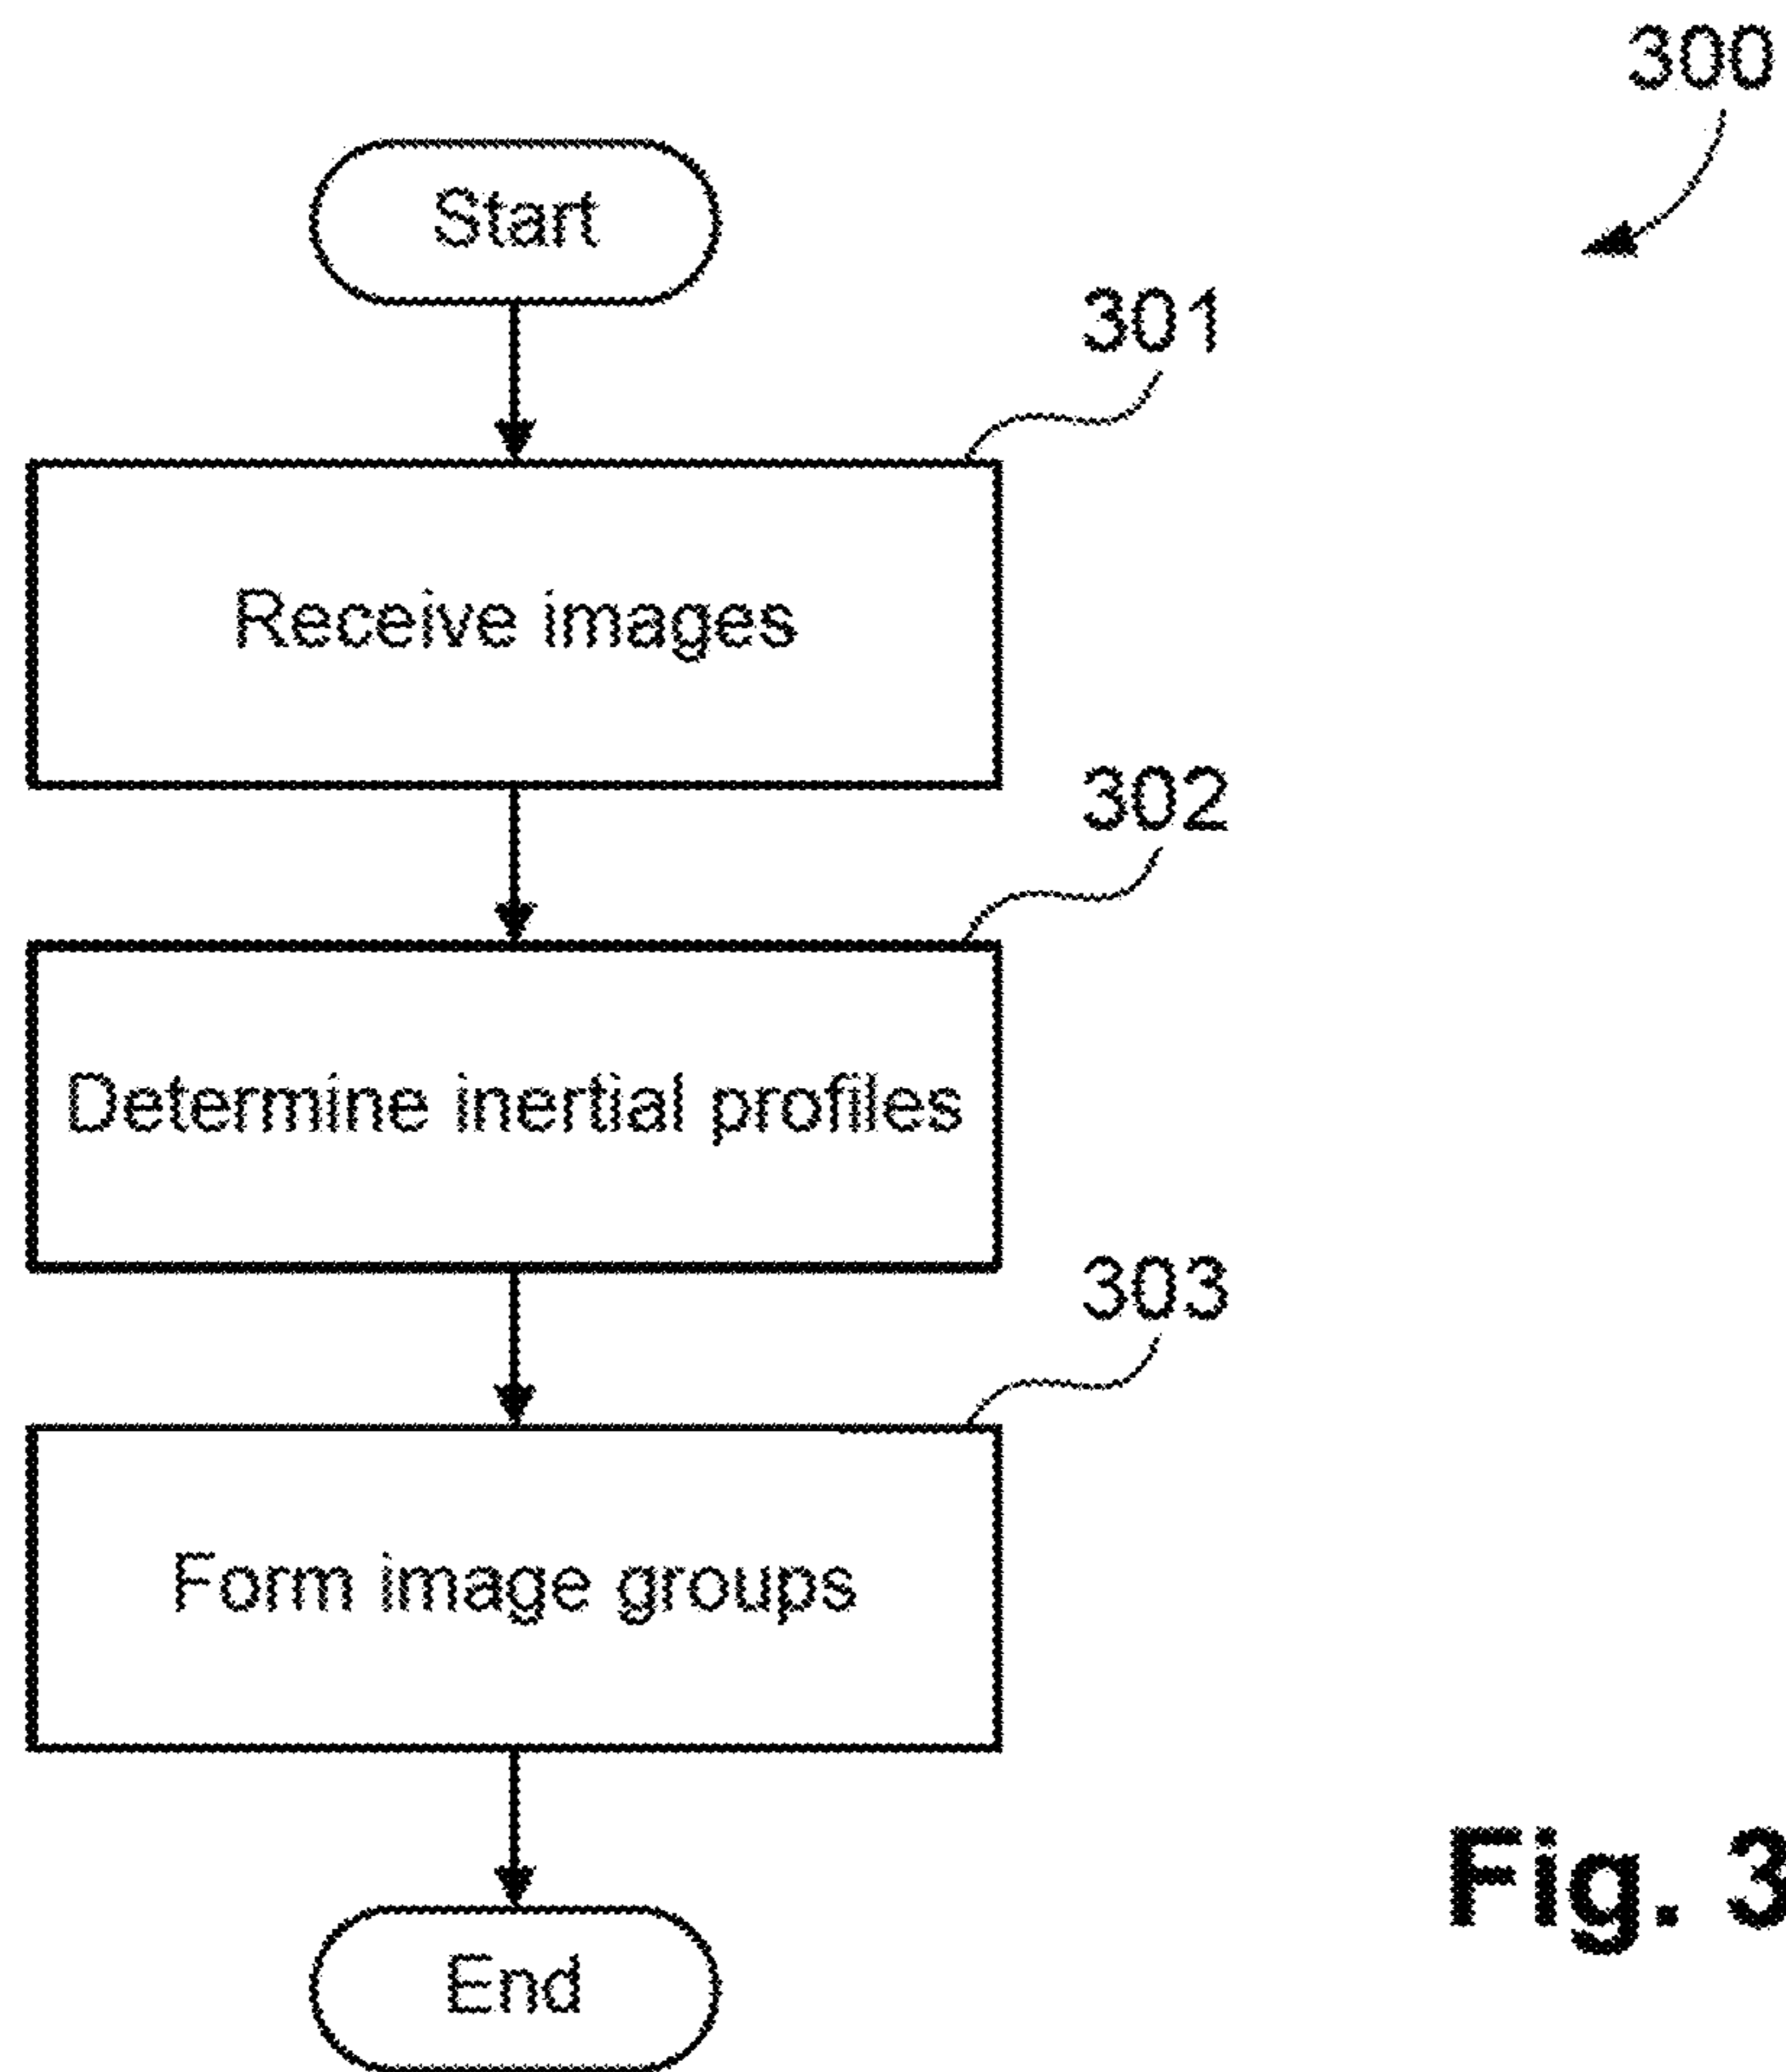 300
Start
301
Receive images
302
Determine inertial profiles
303
Form image groups
End
Fig. 3